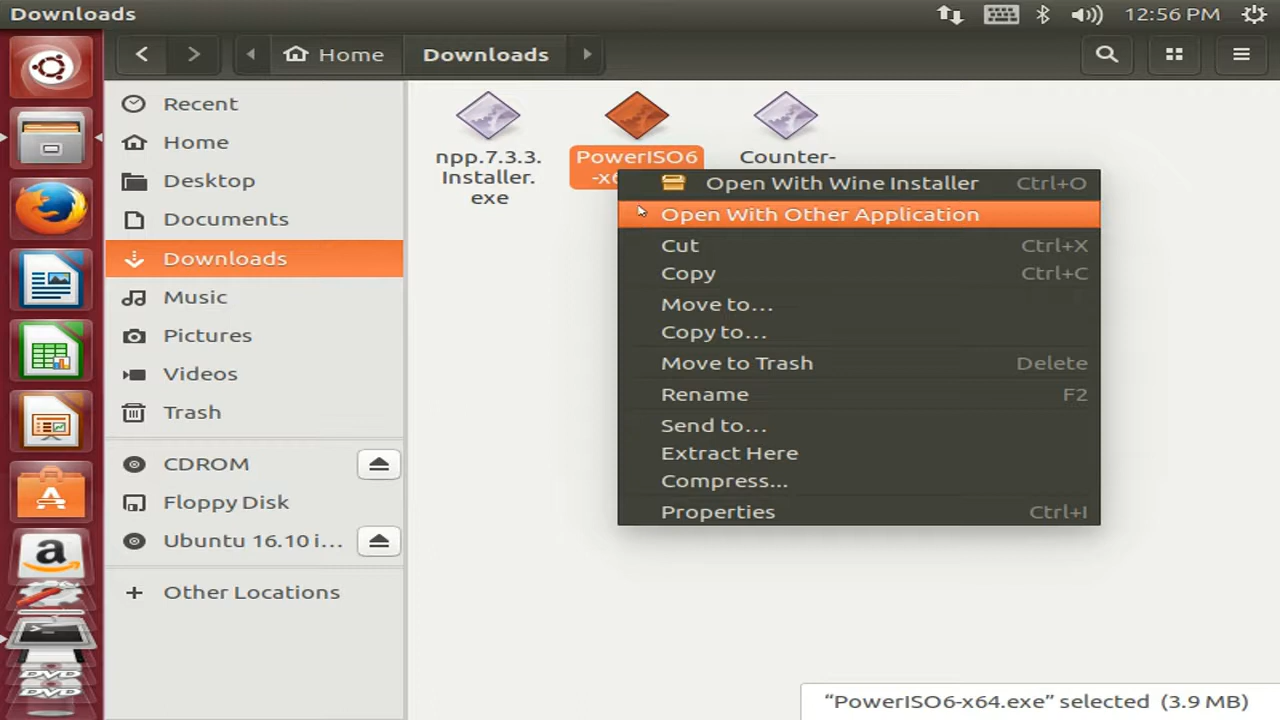 Downloads
12:56 PM
Home
Downloads
Recent
Home
Desktop
Documents
Downloads
Music
Pictures
Videos
Trash
CDROM
Floppy Disk
Ubuntu 16.10 i...
Other Locations
npp.7.3.3.
Installer.
exe
PowerISO6
Counter-
Open With Wine Installer Ctrl+O
Open With Other Application
Cut Ctrl+X
Copy Ctrl+C
Move to...
Copy to...
Move to Trash Delete
Rename F2
Send to...
Extract Here
Compress...
Properties Ctrl+I
“PowerISO6-x64.exe” selected (3.9 MB)